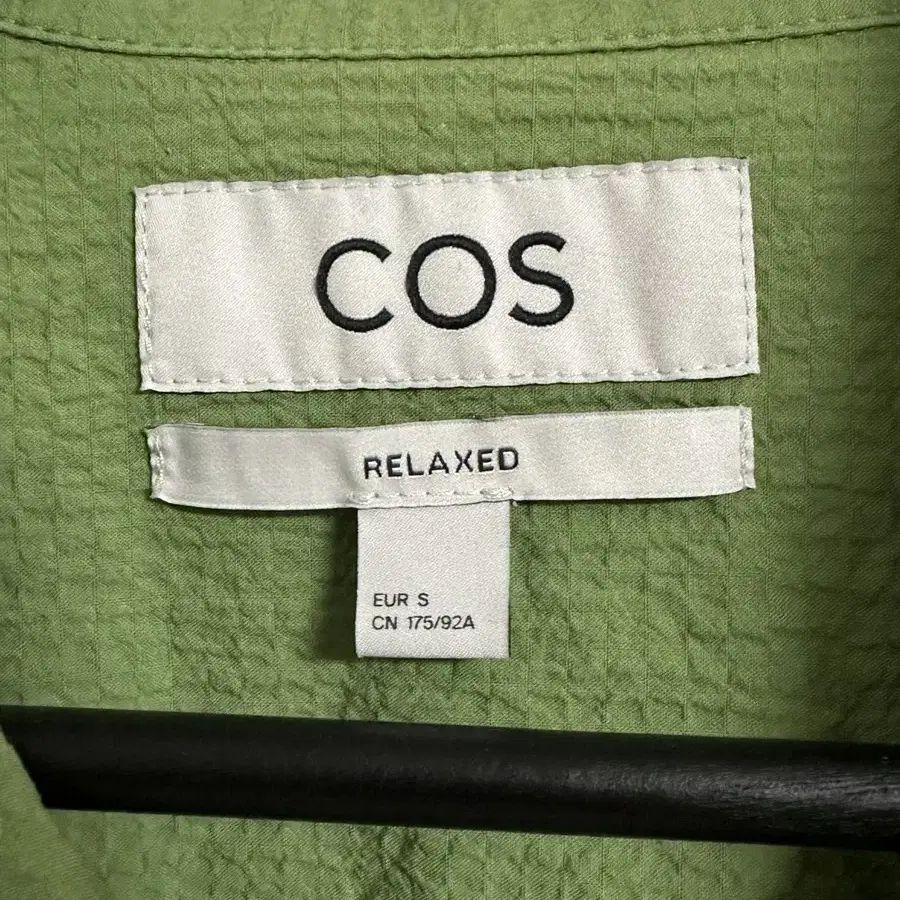 COS
RELAXED
EUR S
CN 175/92A